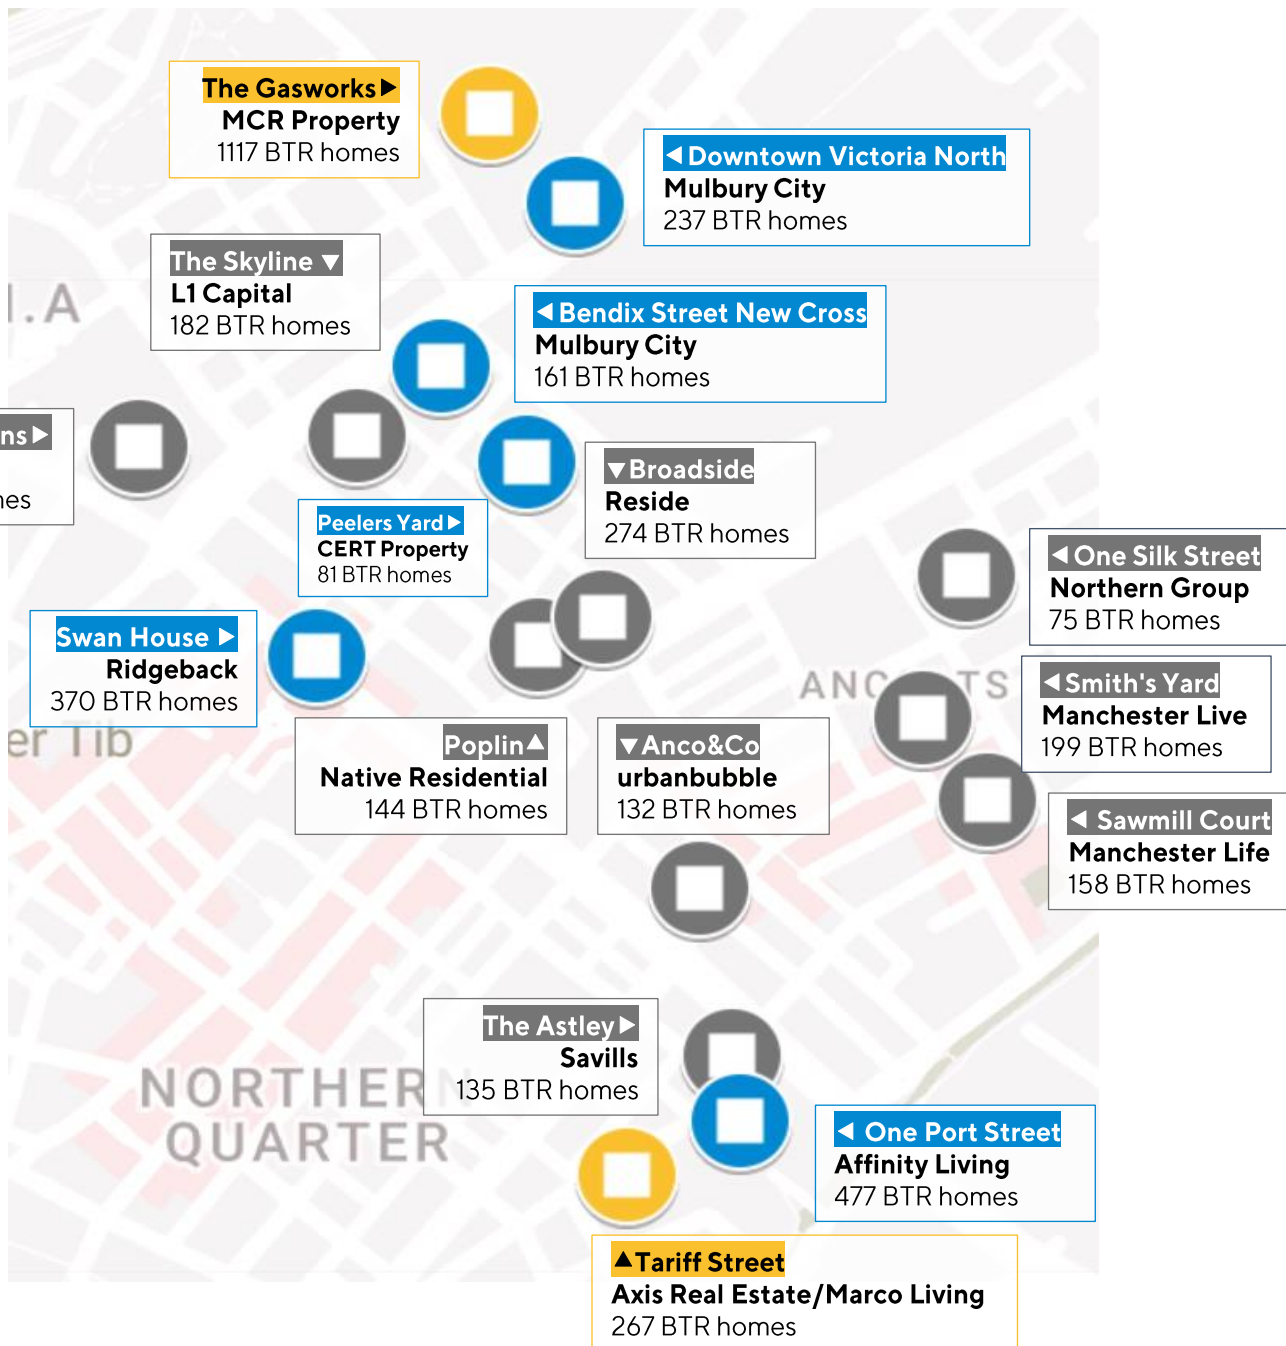 The Gasworks ▶
MCR Property
1117 BTR homes
◀ Downtown Victoria North
Mulbury City
237 BTR homes
The Skyline ▼
L1 Capital
182 BTR homes
◀ Bendix Street New Cross
Mulbury City
161 BTR homes
▼ Broadside
Reside
274 BTR homes
Peelers Yard ▶
CERT Property
81 BTR homes
◀ One Silk Street
Northern Group
75 BTR homes
Swan House ▶
Ridgeback
370 BTR homes
◀ Smith's Yard
Manchester Live
199 BTR homes
Poplin ▲
Native Residential
144 BTR homes
▼ Anco&Co
urbanbubble
132 BTR homes
◀ Sawmill Court
Manchester Life
158 BTR homes
The Astley ▶
Savills
135 BTR homes
NORTHERN
QUARTER
◀ One Port Street
Affinity Living
477 BTR homes
▲ Tariff Street
Axis Real Estate/Marco Living
267 BTR homes